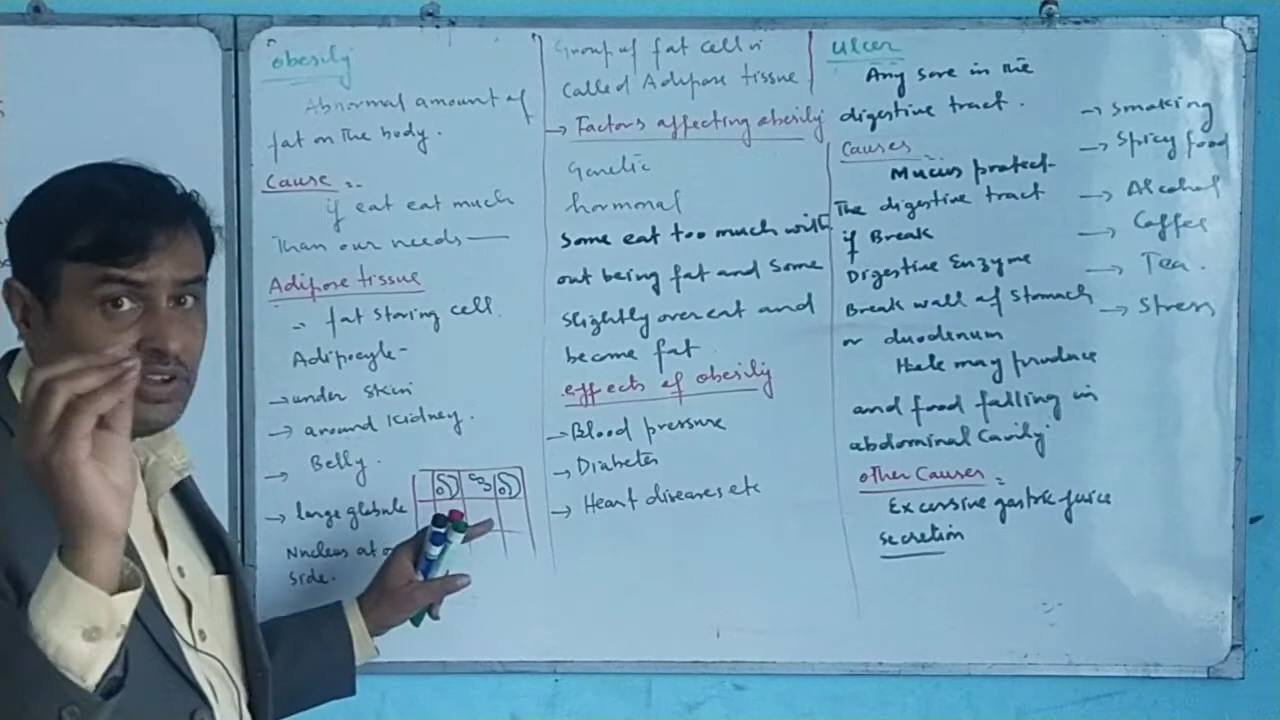 obesity
Abnormal amount of
fat on the body.
Cause :-
if eat eat much
Than our needs —
Adipose tissue
fat storing cell.
Adipocyte -
→ under skin
→ around kidney.
→ Belly.
→ large globule
Nucleus at
side.
Group of fat cell is
called Adipose tissue
→ Factors affecting obesity
Genetic
hormonal
Some eat too much with
out being fat and some
slightly over eat and
become fat
effects of obesity
→ Blood pressure
→ Diabetes
→ Heart diseases etc
Ulcer
Any sore in the
digestive tract.
Causes :-
Mucus protect
The digestive tract
if Break
Digestive Enzyme
Break wall of stomach
or duodenum
Hole may produce
and food falling in
abdominal cavity
other Causes :
Excessive gastric juice
secretion
→ Smoking
→ Spicy food
→ Alcohol
→ Coffee
→ Tea.
→ Stress